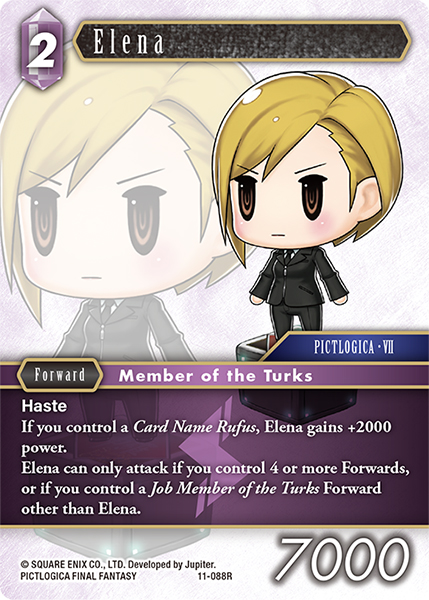 2
Elena
PICTLOGICA · VII
Forward
Member of the Turks
Haste
If you control a Card Name Rufus, Elena gains +2000
power.
Elena can only attack if you control 4 or more Forwards,
or if you control a Job Member of the Turks Forward
other than Elena.
© SQUARE ENIX CO., LTD. Developed by Jupiter.
PICTLOGICA FINAL FANTASY
11-088R
7000